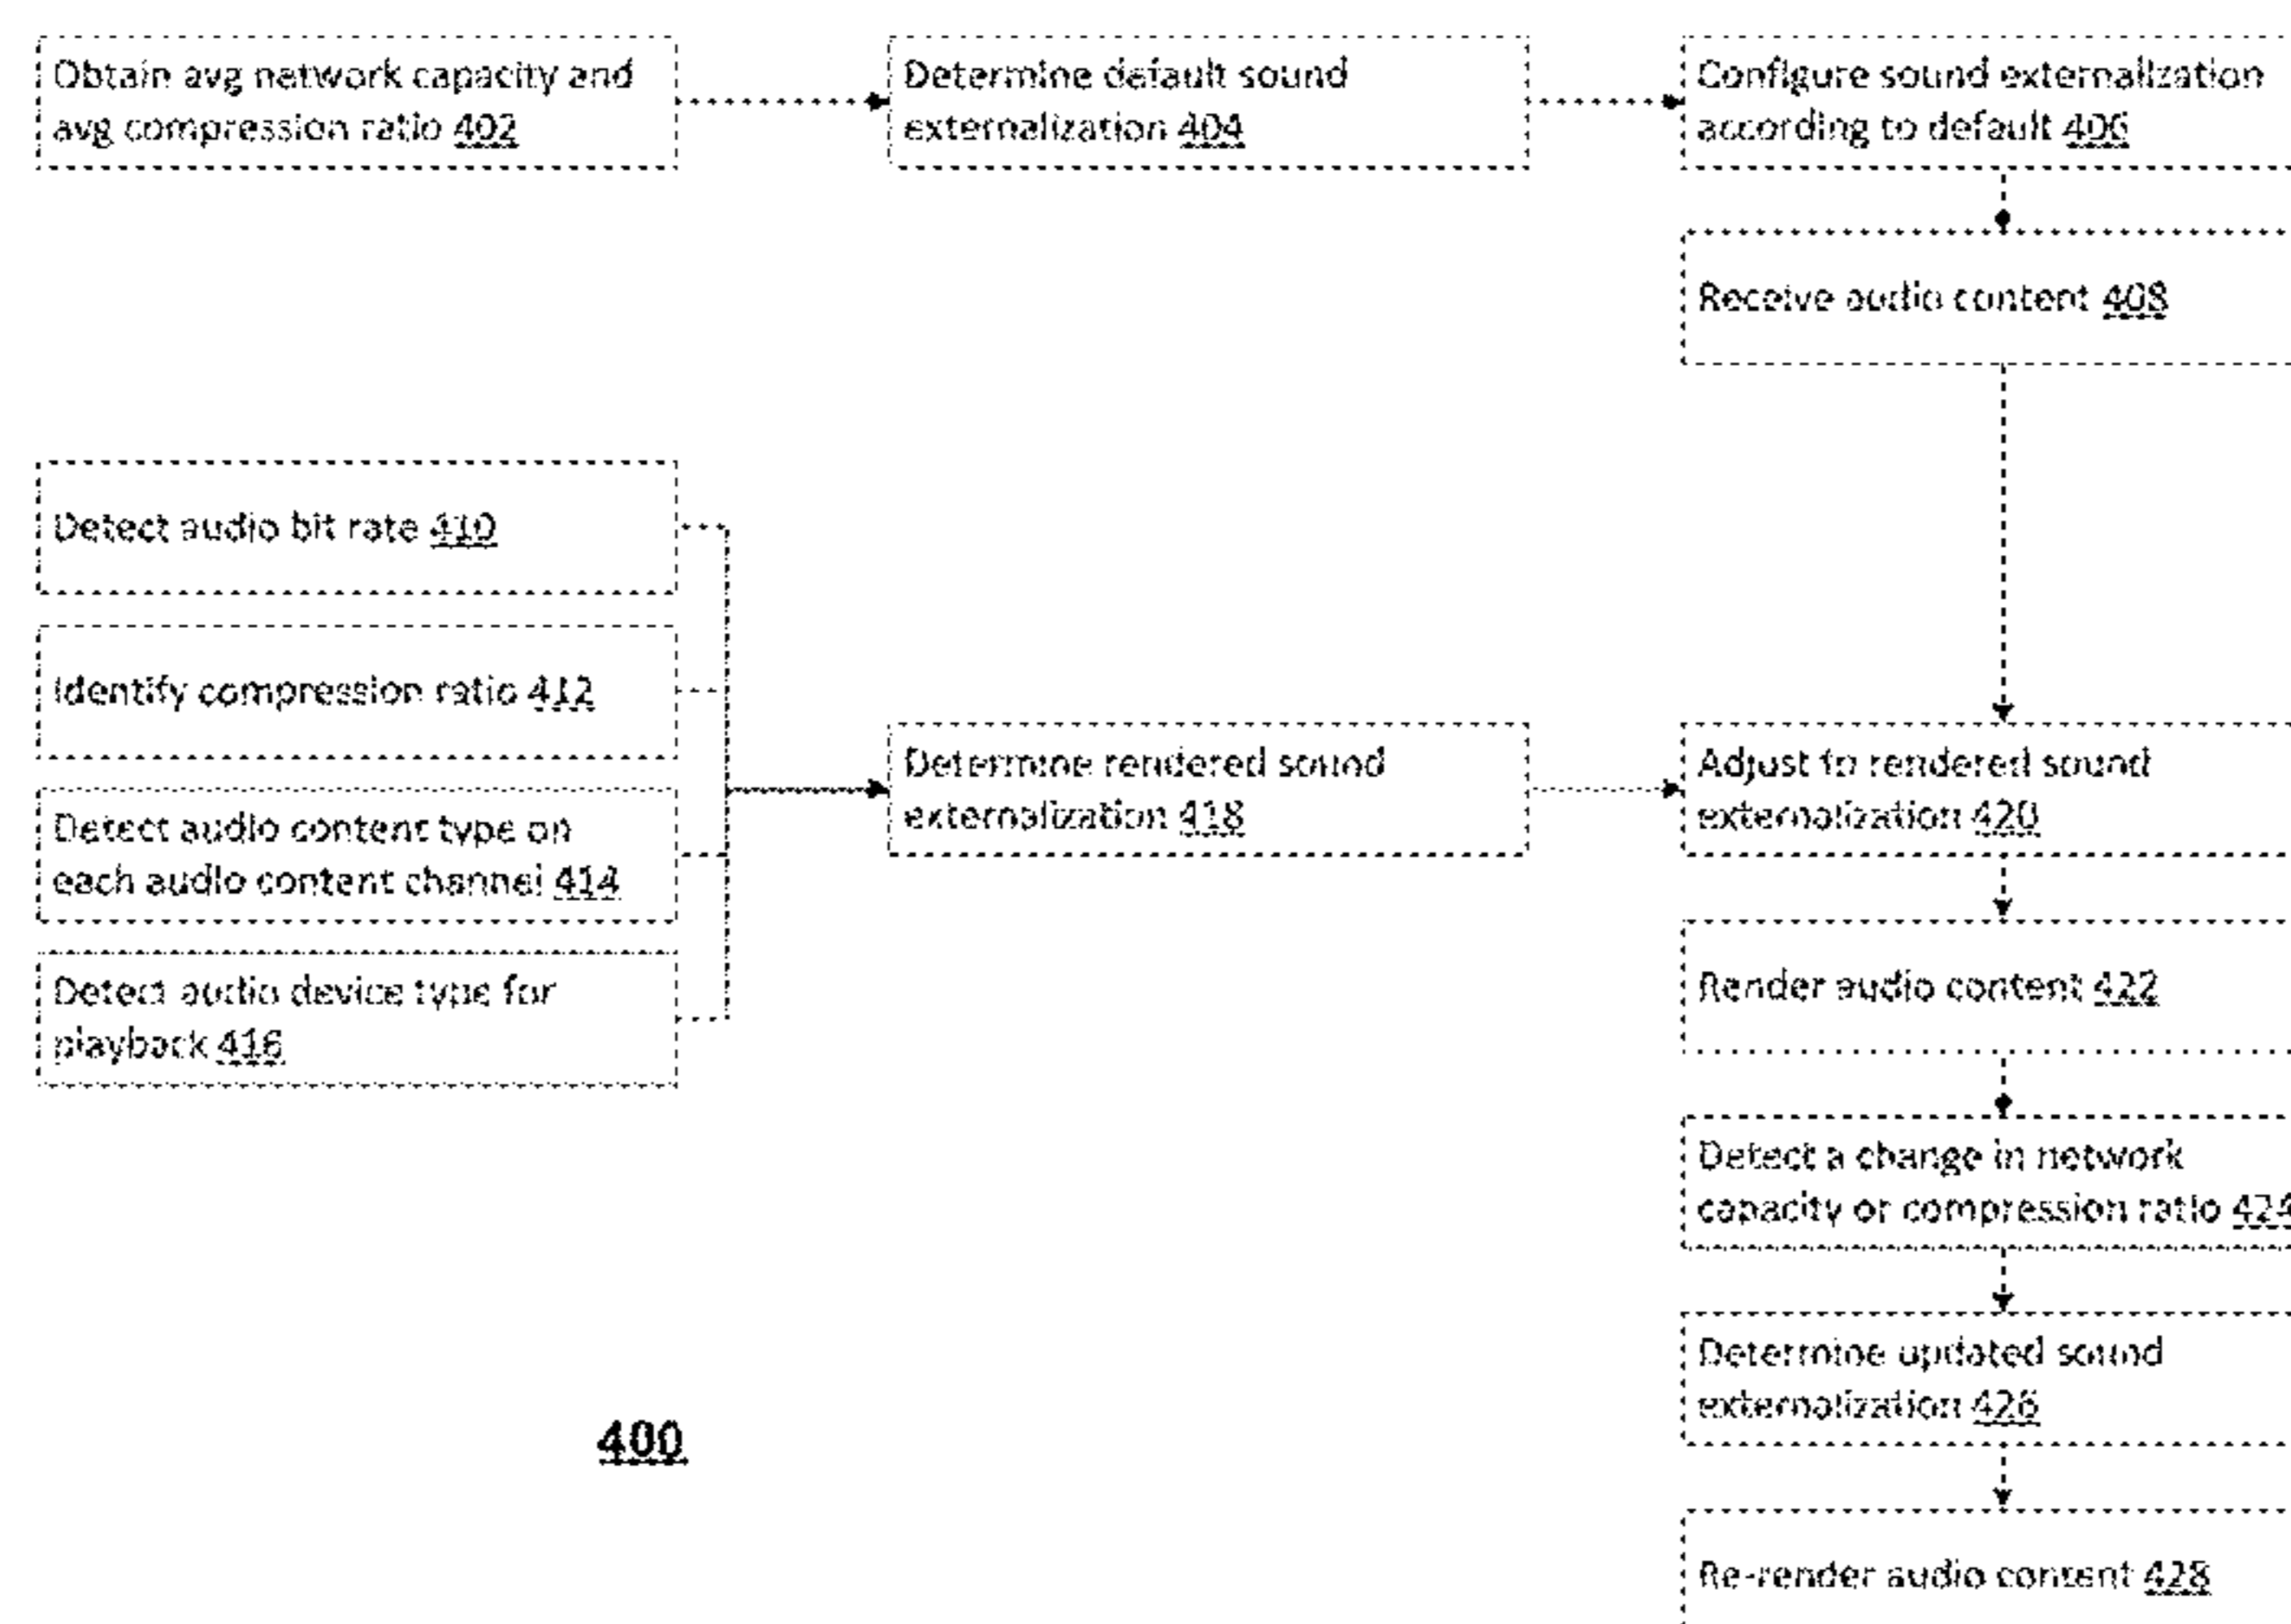 Obtain avg network capacity and
avg compression ratio 402
Determine default sound
externalization 404
Configure sound externalization
according to default 406
Receive audio content 408
Detect audio bit rate 410
Identify compression ratio 412
Detect audio content type on
each audio content channel 414
Detect audio device type for
playback 416
Determine rendered sound
externalization 418
Adjust to rendered sound
externalization 420
Render audio content 422
Detect a change in network
capacity or compression ratio 424
Determine updated sound
externalization 426
Re-render audio content 428
400